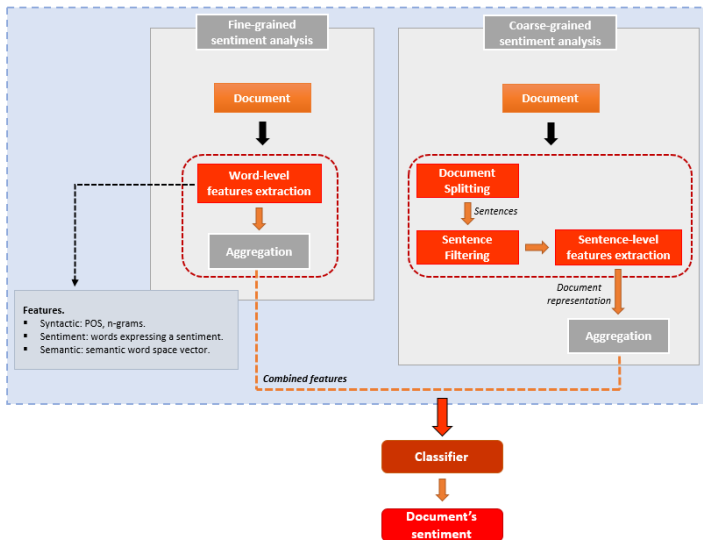 Fine-grained
sentiment analysis
Document
Word-level
features extraction
Aggregation
Features.
▪ Syntactic: POS, n-grams.
▪ Sentiment: words expressing a sentiment.
▪ Semantic: semantic word space vector.
Coarse-grained
sentiment analysis
Document
Document
Splitting
Sentences
Sentence
Filtering
Sentence-level
features extraction
Document
representation
Aggregation
Combined features
Classifier
Document's
sentiment